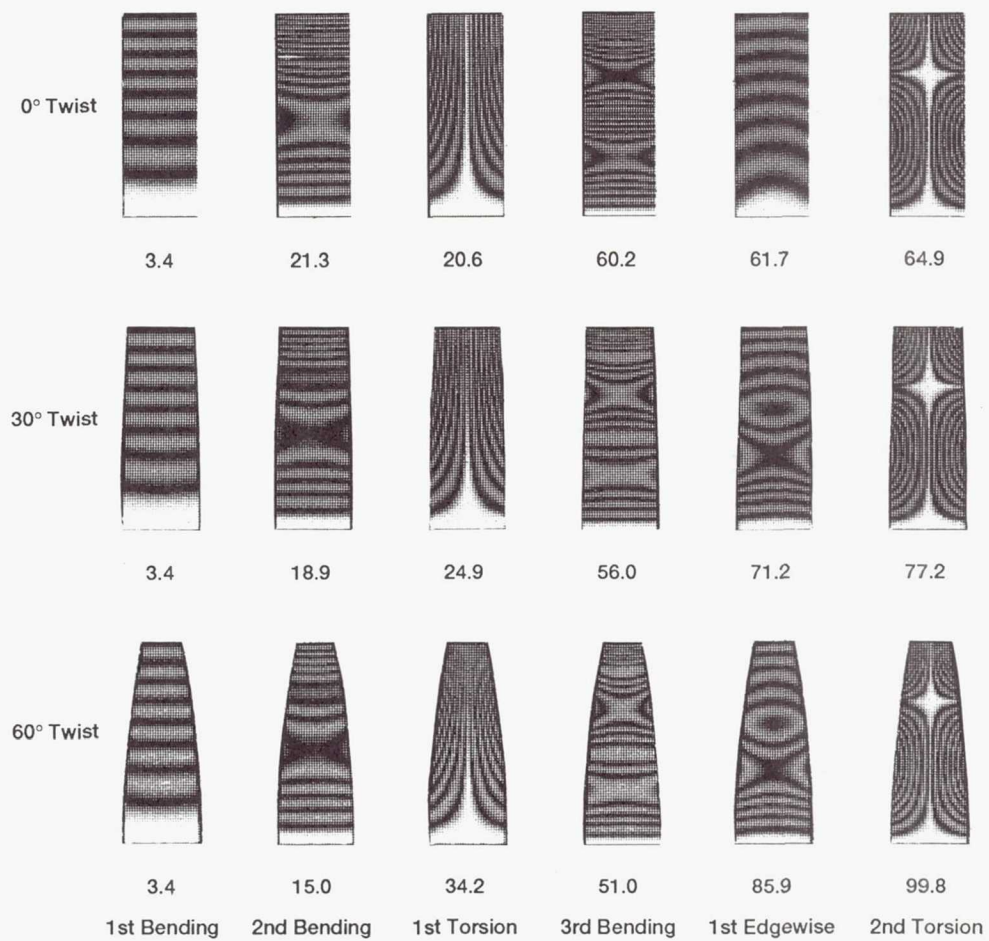 0° Twist
3.4 21.3 20.6 60.2 61.7 64.9
30° Twist
3.4 18.9 24.9 56.0 71.2 77.2
60° Twist
3.4 15.0 34.2 51.0 85.9 99.8
1st Bending 2nd Bending 1st Torsion 3rd Bending 1st Edgewise 2nd Torsion